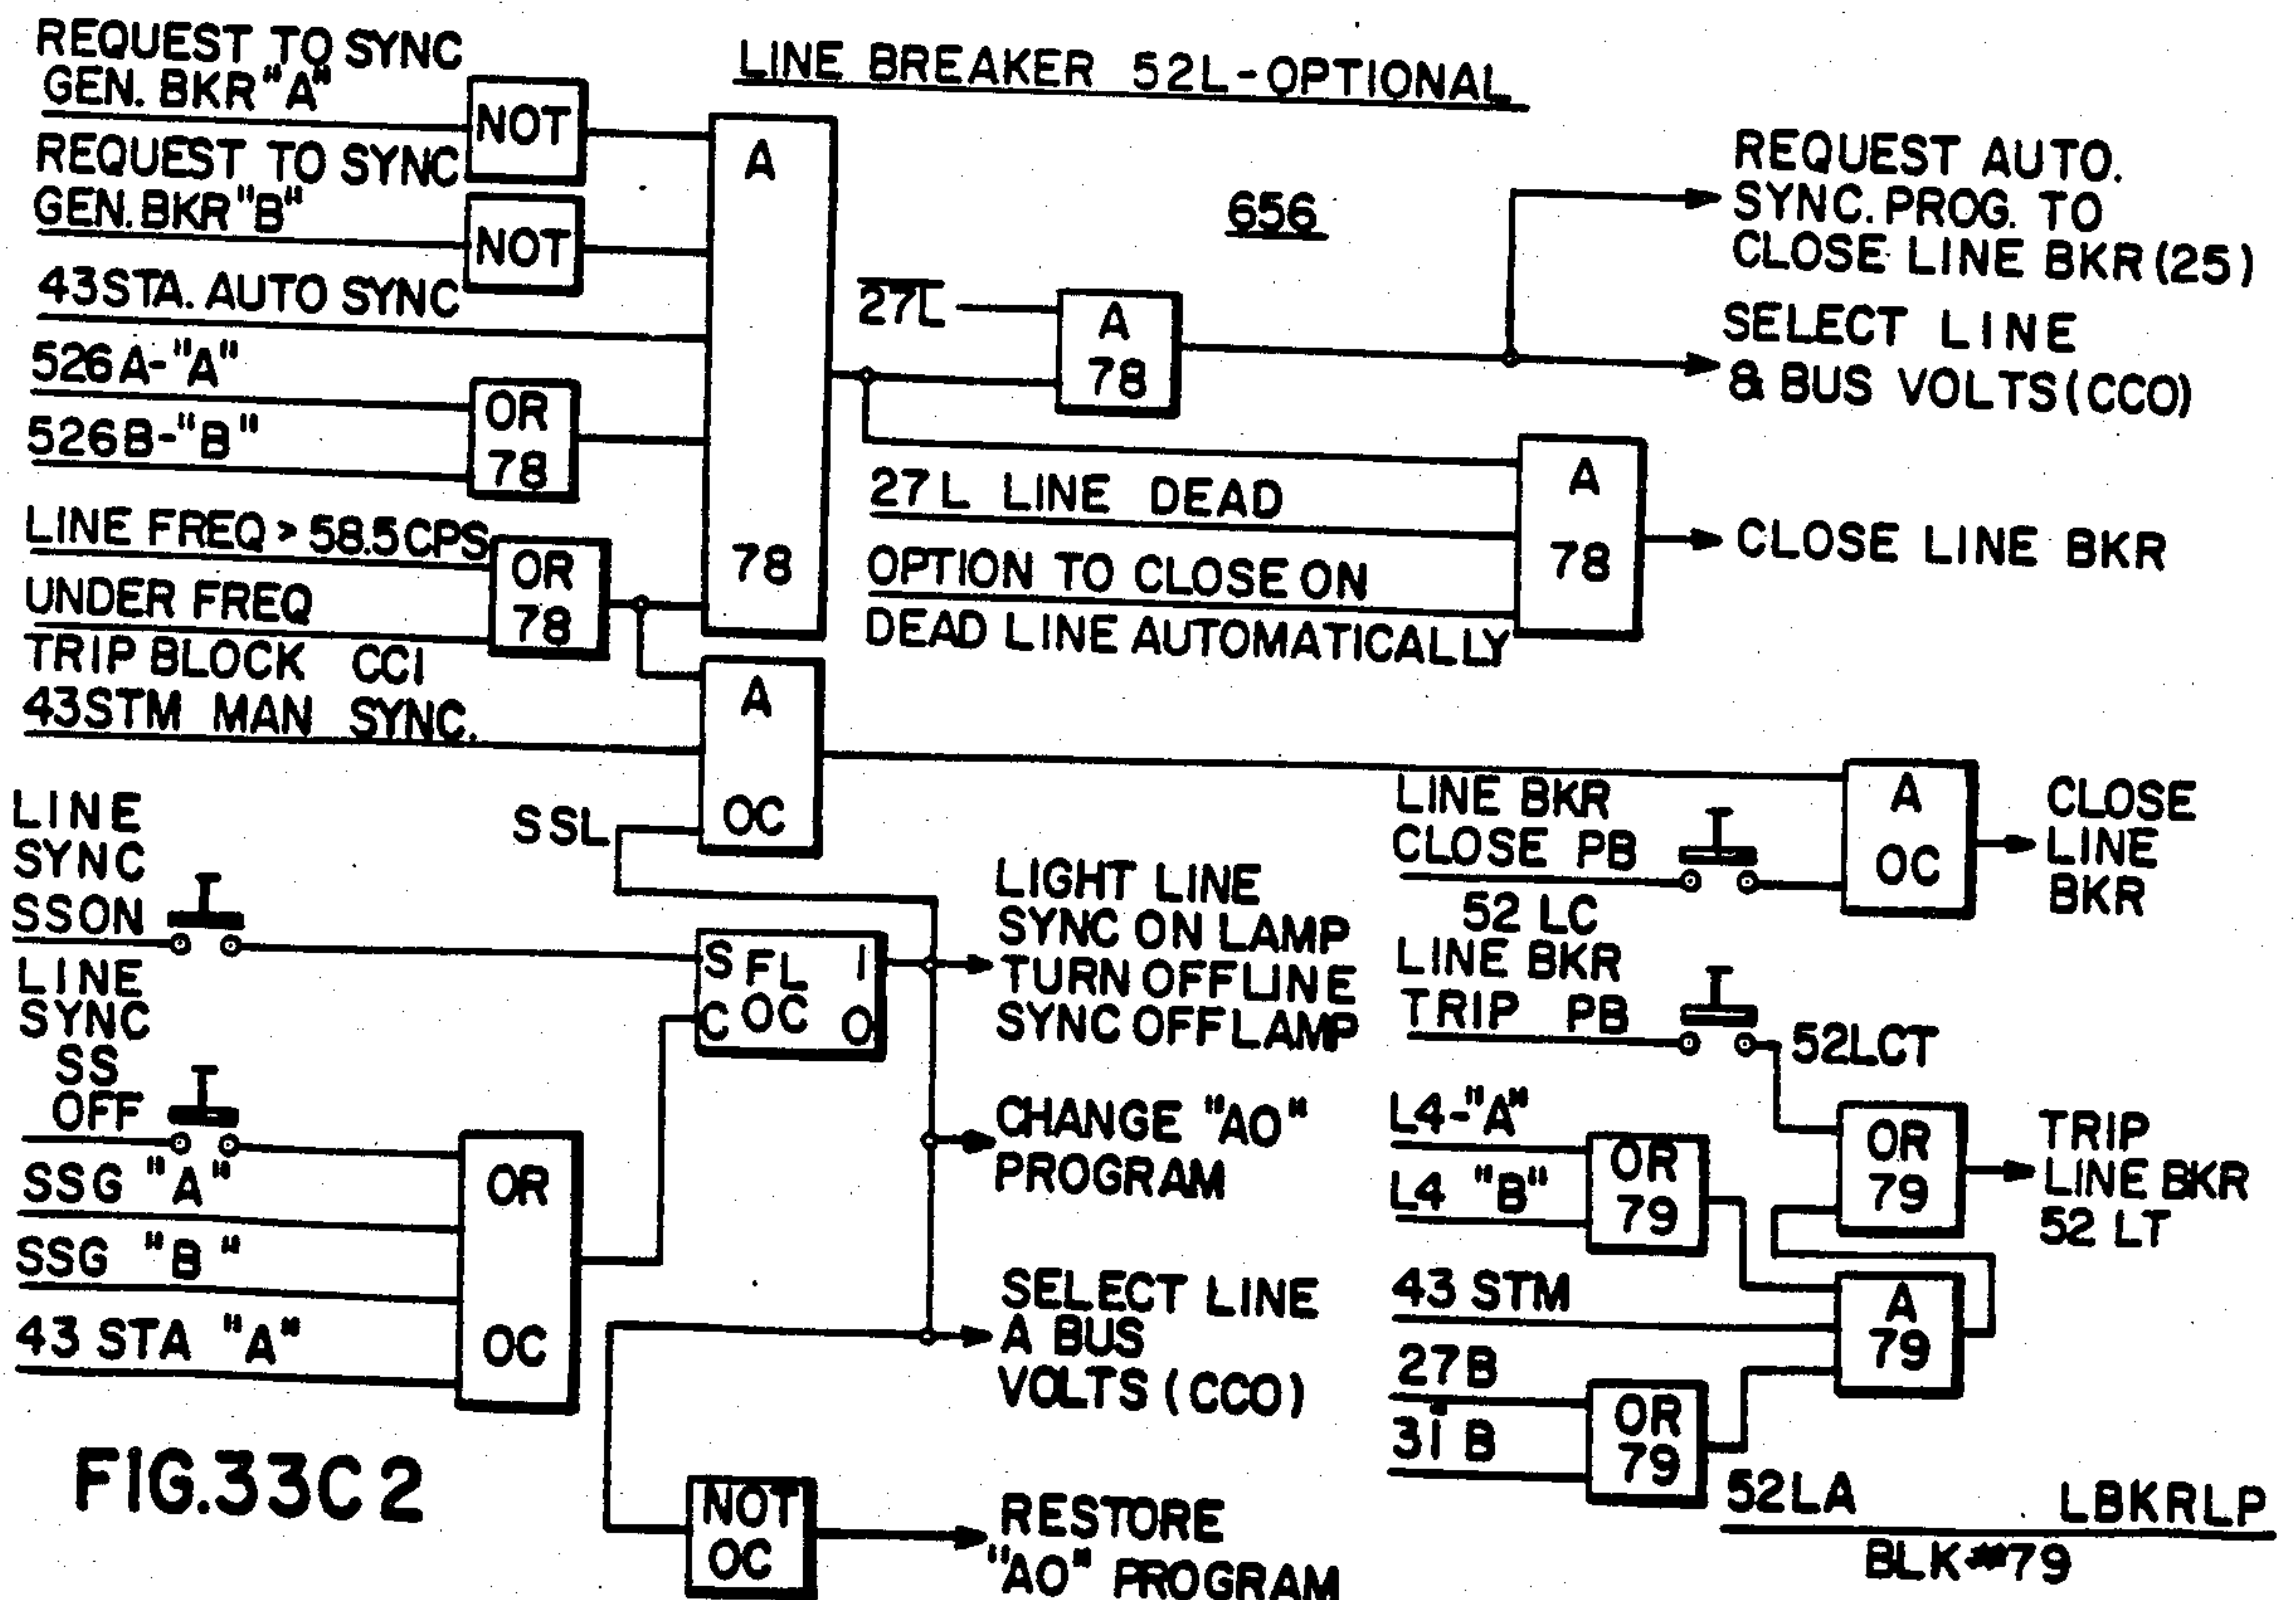 REQUEST TO SYNC
GEN. BKR "A"
NOT
LINE BREAKER 52L-OPTIONAL
REQUEST TO SYNC
GEN. BKR "B"
NOT
43STA. AUTO SYNC
526A-"A"
526B-"B"
OR
78
LINE FREQ > 58.5CPS
UNDER FREQ
TRIP BLOCK CCI
OR
78
A
78
656
27L
A
78
REQUEST AUTO.
SYNC. PROG. TO
CLOSE LINE BKR (25)
SELECT LINE
& BUS VOLTS (CCO)
27L LINE DEAD
OPTION TO CLOSE ON
DEAD LINE AUTOMATICALLY
A
78
CLOSE LINE BKR
43STM MAN SYNC.
SSL
A
OC
LINE BKR
CLOSE PB
52 LC
A
OC
CLOSE
LINE
BKR
LINE
SYNC
SSON
LINE
SYNC
SS
OFF
S FL 1
C OC 0
LIGHT LINE
SYNC ON LAMP
TURN OFF LINE
SYNC OFF LAMP
CHANGE "AO"
PROGRAM
SSG "A"
SSG "B"
43 STA "A"
OR
OC
SELECT LINE
A BUS
VOLTS (CCO)
NOT
OC
RESTORE
"AO" PROGRAM
LINE BKR
TRIP PB
52LCT
L4-"A"
L4 "B"
OR
79
OR
79
TRIP
LINE BKR
52 LT
43 STM
A
79
27B
31B
OR
79
52LA LBKRLP
BLK#79
FIG.33C2